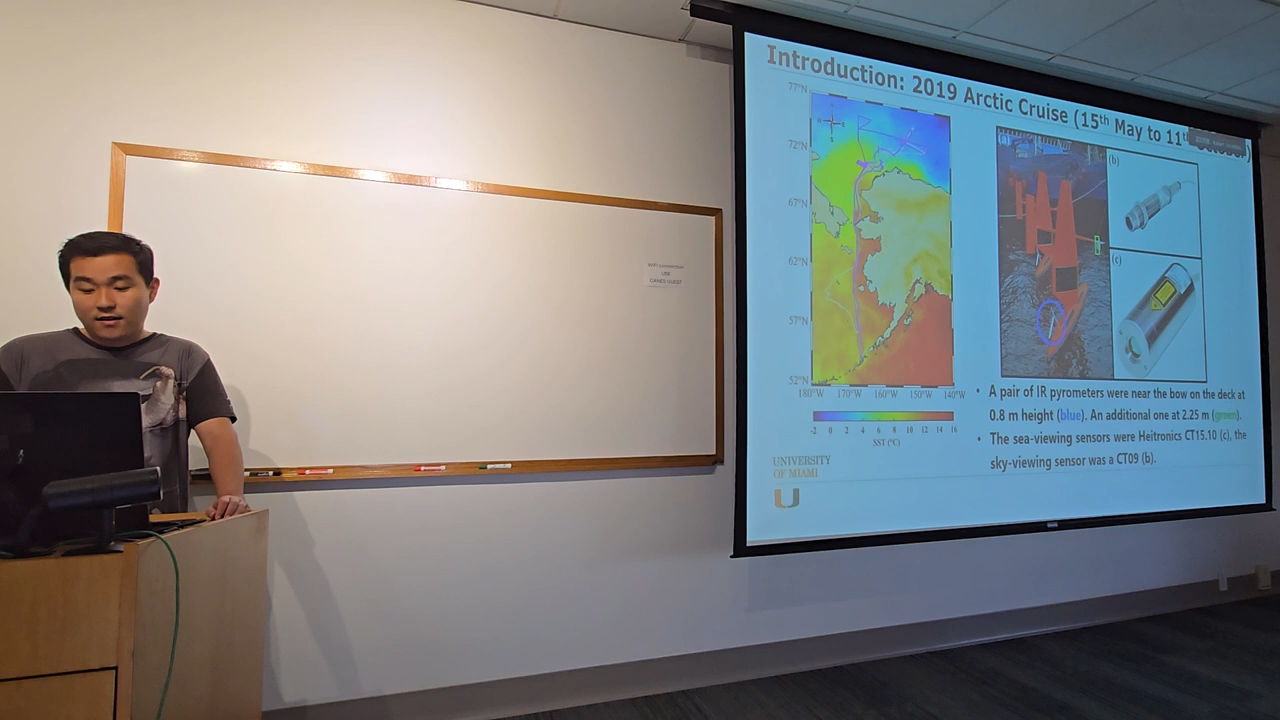 Introduction: 2019 Arctic Cruise (15th May to 11th
77°N
72°N
67°N
62°N
57°N
52°N
180°W 170°W 160°W 150°W 140°W
-2 0 2 4 6 8 10 12 14 16
SST (°C)
(b)
(c)
• A pair of IR pyrometers were near the bow on the deck at
0.8 m height (blue). An additional one at 2.25 m (green).
• The sea-viewing sensors were Heitronics CT15.10 (c), the
sky-viewing sensor was a CT09 (b).
UNIVERSITY
OF MIAMI
USE
GUEST